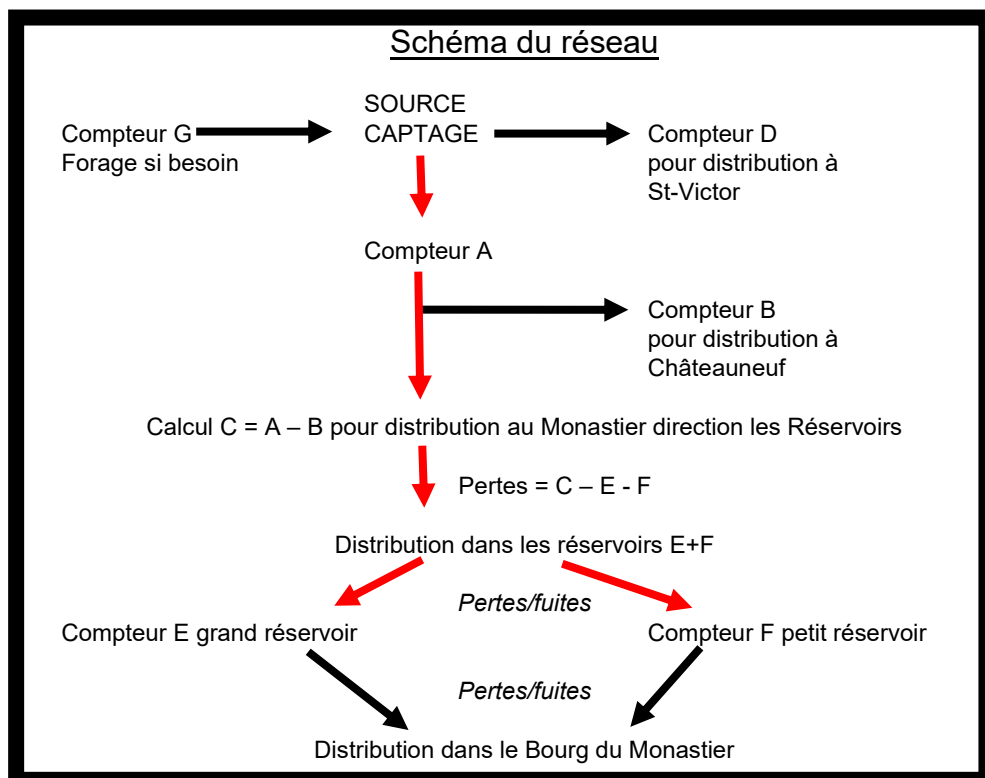 Schéma du réseau
SOURCE
CAPTAGE
Compteur G
Forage si besoin
Compteur D
pour distribution à
St-Victor
Compteur A
Compteur B
pour distribution à
Châteauneuf
Calcul C = A – B pour distribution au Monastier direction les Réservoirs
Pertes = C – E - F
Distribution dans les réservoirs E+F
Pertes/fuites
Compteur E grand réservoir
Compteur F petit réservoir
Pertes/fuites
Distribution dans le Bourg du Monastier